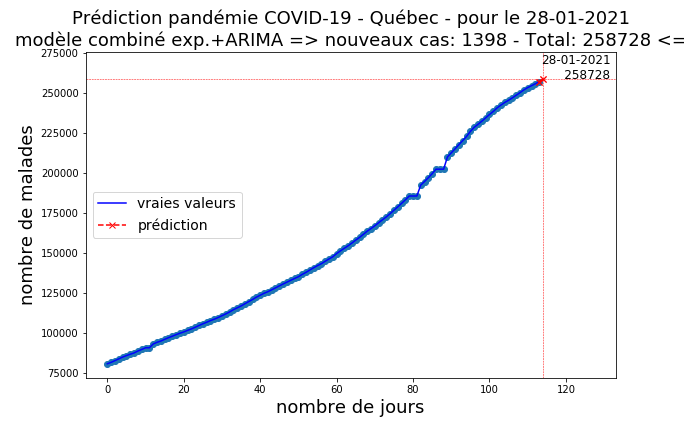 Prédiction pandémie COVID-19 - Québec - pour le 28-01-2021
modèle combiné exp.+ARIMA => nouveaux cas: 1398 - Total: 258728 <=
275000
250000
225000
200000
175000
150000
125000
100000
75000
nombre de malades
28-01-2021
258728
vraies valeurs
prédiction
0 20 40 60 80 100 120
nombre de jours